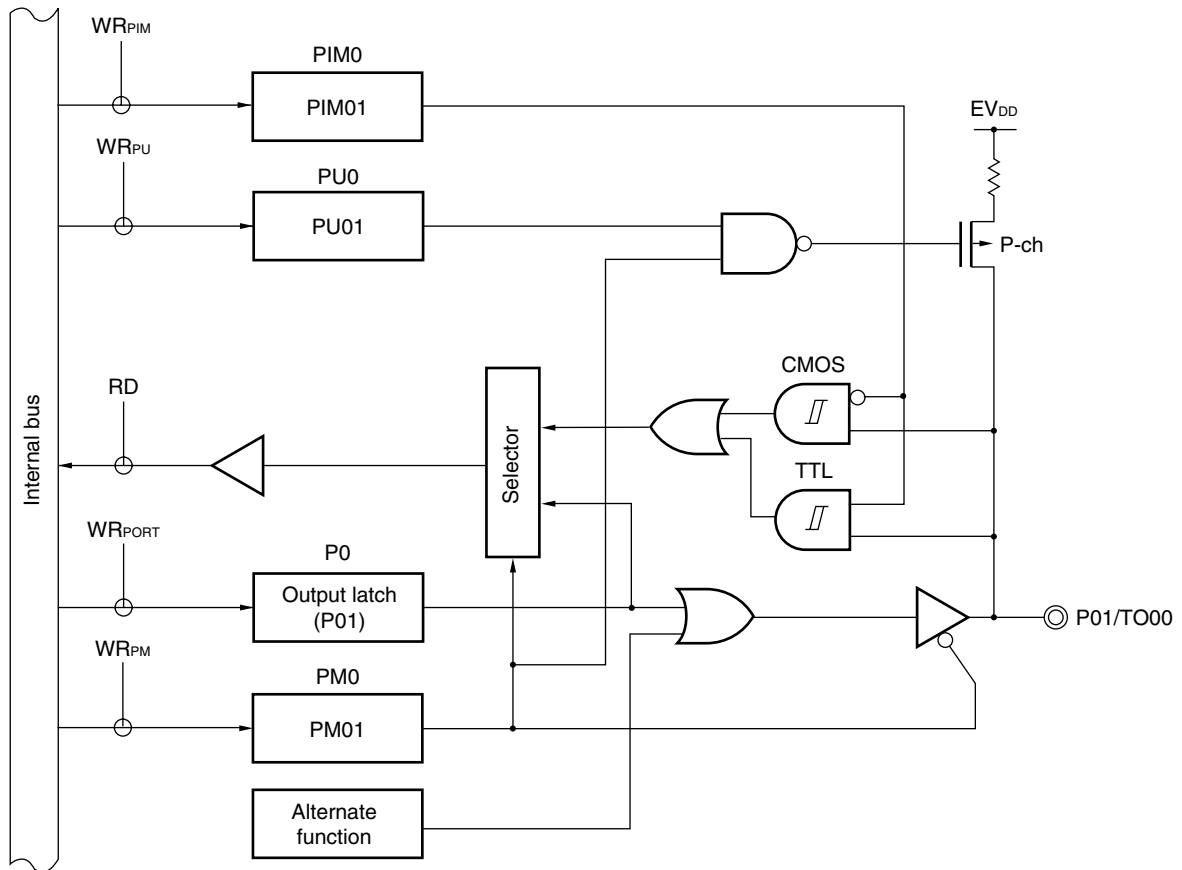 WRPIM
PIM0
PIM01
EVDD
WRPU
PU0
PU01
P-ch
CMOS
RD
Selector
TTL
Internal bus
WRPORT
P0
Output latch
(P01)
P01/TO00
WRPM
PM0
PM01
Alternate
function